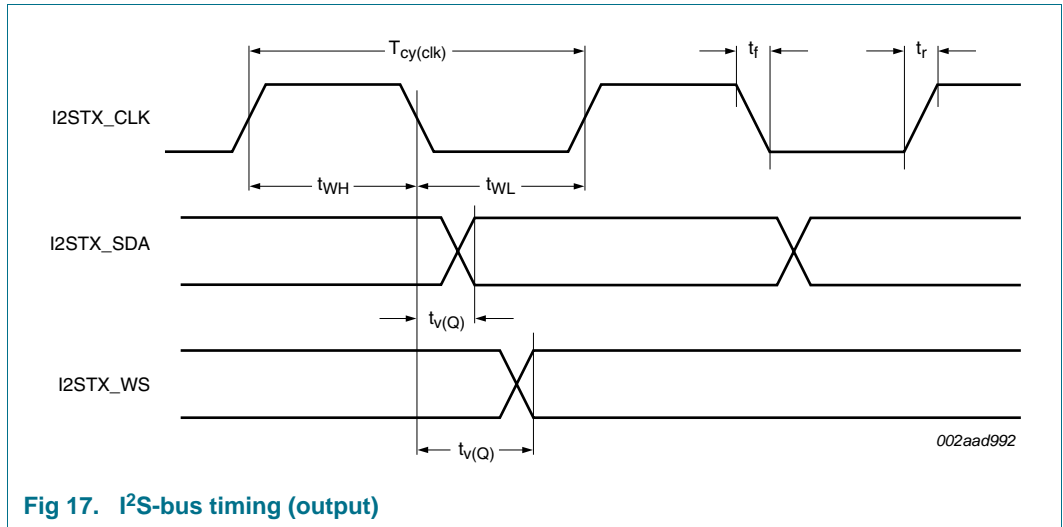 T_cy(clk)
t_f
t_r
I2STX_CLK
t_WH
t_WL
I2STX_SDA
t_v(Q)
I2STX_WS
t_v(Q)
002aad992
Fig 17. I²S-bus timing (output)